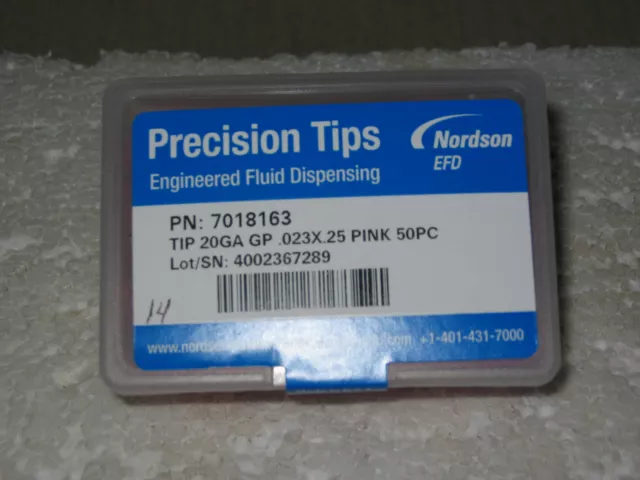 Precision Tips
Engineered Fluid Dispensing
Nordson
EFD
PN: 7018163
TIP 20GA GP .023X.25 PINK 50PC
Lot/SN: 4002367289
14
+1-401-431-7000